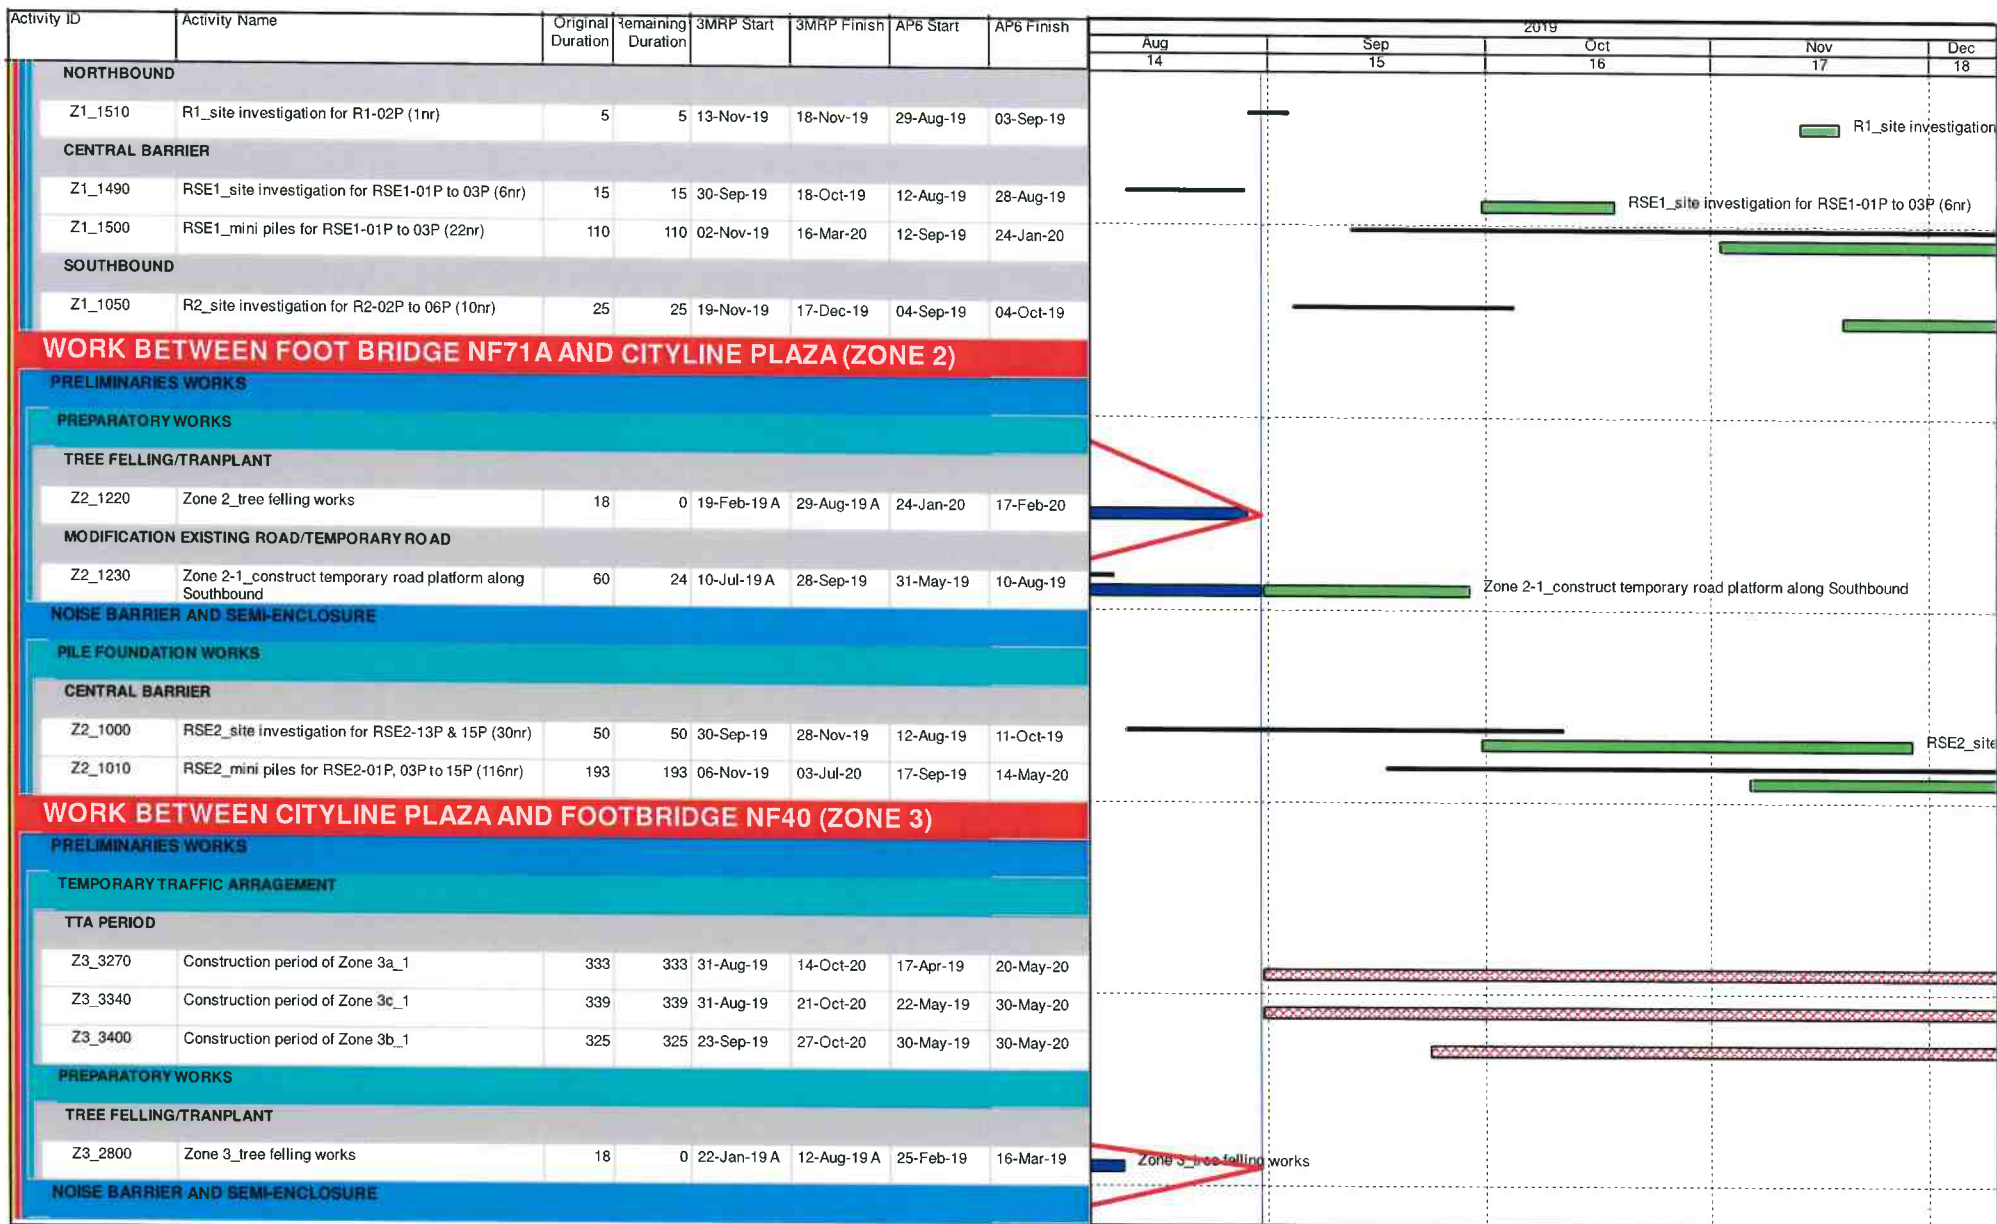 Activity ID Activity Name Original Remaining 3MRP Start 3MRP Finish AP6 Start AP6 Finish 2019
Duration Duration Aug Sep Oct Nov Dec
14 15 16 17 18
NORTHBOUND
Z1_1510 R1_site investigation for R1-02P (1nr) 5 5 13-Nov-19 18-Nov-19 29-Aug-19 03-Sep-19 R1_site investigation
CENTRAL BARRIER
Z1_1490 RSE1_site investigation for RSE1-01P to 03P (6nr) 15 15 30-Sep-19 18-Oct-19 12-Aug-19 28-Aug-19 RSE1_site investigation for RSE1-01P to 03P (6nr)
Z1_1500 RSE1_mini piles for RSE1-01P to 03P (22nr) 110 110 02-Nov-19 16-Mar-20 12-Sep-19 24-Jan-20
SOUTHBOUND
Z1_1050 R2_site investigation for R2-02P to 06P (10nr) 25 25 19-Nov-19 17-Dec-19 04-Sep-19 04-Oct-19
WORK BETWEEN FOOT BRIDGE NF71A AND CITYLINE PLAZA (ZONE 2)
PRELIMINARIES WORKS
PREPARATORY WORKS
TREE FELLING/TRANPLANT
Z2_1220 Zone 2_tree felling works 18 0 19-Feb-19 A 29-Aug-19 A 24-Jan-20 17-Feb-20
MODIFICATION EXISTING ROAD/TEMPORARY ROAD
Z2_1230 Zone 2-1_construct temporary road platform along 60 24 10-Jul-19 A 28-Sep-19 31-May-19 10-Aug-19 Zone 2-1_construct temporary road platform along Southbound
Southbound
NOISE BARRIER AND SEMI-ENCLOSURE
PILE FOUNDATION WORKS
CENTRAL BARRIER
Z2_1000 RSE2_site investigation for RSE2-13P & 15P (30nr) 50 50 30-Sep-19 28-Nov-19 12-Aug-19 11-Oct-19 RSE2_site
Z2_1010 RSE2_mini piles for RSE2-01P, 03P to 15P (116nr) 193 193 06-Nov-19 03-Jul-20 17-Sep-19 14-May-20
WORK BETWEEN CITYLINE PLAZA AND FOOTBRIDGE NF40 (ZONE 3)
PRELIMINARIES WORKS
TEMPORARY TRAFFIC ARRAGEMENT
TTA PERIOD
Z3_3270 Construction period of Zone 3a_1 333 333 31-Aug-19 14-Oct-20 17-Apr-19 20-May-20
Z3_3340 Construction period of Zone 3c_1 339 339 31-Aug-19 21-Oct-20 22-May-19 30-May-20
Z3_3400 Construction period of Zone 3b_1 325 325 23-Sep-19 27-Oct-20 30-May-19 30-May-20
PREPARATORY WORKS
TREE FELLING/TRANPLANT
Z3_2800 Zone 3_tree felling works 18 0 22-Jan-19 A 12-Aug-19 A 25-Feb-19 16-Mar-19 Zone 3_tree felling works
NOISE BARRIER AND SEMI-ENCLOSURE